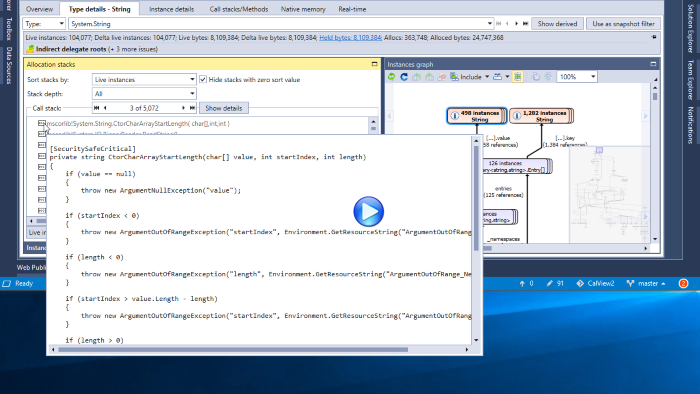 Overview Type details - String Instance details Call stacks/Methods Native memory Real-time
Type: System.String Show derived Use as snapshot filter
Live instances: 104,077; Delta live instances: 104,077; Live bytes: 8,109,384; Delta live bytes: 8,109,384; Held bytes: 8,109,384; Allocs: 363,748; Alloced bytes: 24,747,368
Indirect delegate roots (+ 3 more issues)
Allocation stacks
Sort stacks by: Live instances Hide stacks with zero sort value
Stack depth: All
Call stack: 3 of 5,072 Show details
mscorlib!System.String.CtorCharArrayStartLength( char[],int,int )
[SecuritySafeCritical]
private string CtorCharArrayStartLength(char[] value, int startIndex, int length)
{
if (value == null)
{
throw new ArgumentNullException("value");
}
if (startIndex < 0)
{
throw new ArgumentOutOfRangeException("startIndex", Environment.GetResourceString("ArgumentOutOfRange
}
if (length < 0)
{
throw new ArgumentOutOfRangeException("length", Environment.GetResourceString("ArgumentOutOfRange_Ne
}
if (startIndex > value.Length - length)
{
throw new ArgumentOutOfRangeException("startIndex", Environment.GetResourceString("ArgumentOutOfRang
}
if (length > 0)
Live in
Instan
Instances graph
Include 100%
498 instances
String
1,282 instances
String
[...].value
58 references)
[...].key
(1,384 references)
126 instances
ary<string,string>.Entry[]
entries
(125 references)
ances
string,string>
_namespaces
Toolbox
Data Sources
Solution Explorer
Team Explorer
Notifications
Web Publi
Ready 0 91 CalView2 master 2